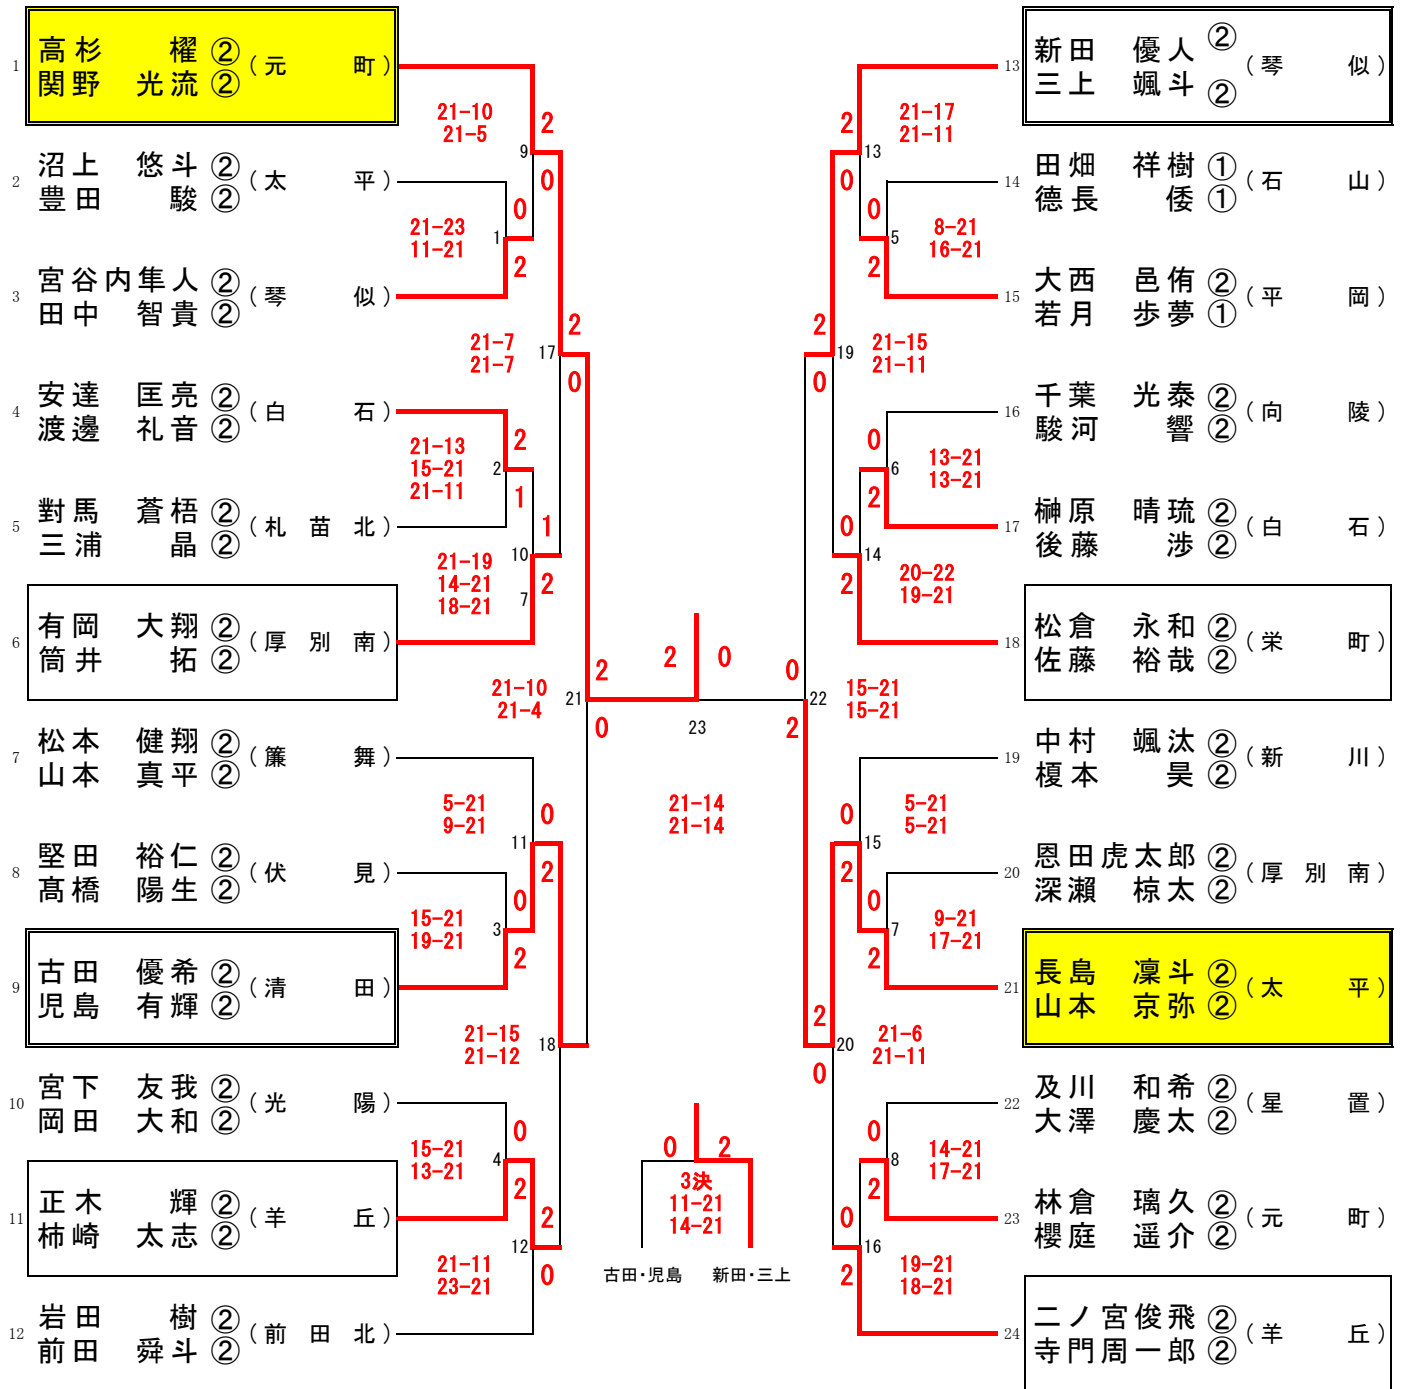 1 高杉 櫂 ② (元町)
関野 光流 ②
21-10
21-5
2
9
0
2 沼上 悠斗 ② (太平)
豊田 駿 ②
0
21-23
11-21
1
2
3 宮谷内隼人 ② (琴似)
田中 智貴 ②
2
21-7
21-7
17
0
4 安達 匡亮 ② (白石)
渡邊 礼音 ②
2
21-13
15-21
21-11
2
1
1
5 對馬 蒼梧 ② (札苗北)
三浦 晶 ②
21-19
14-21
18-21
10
7
2
6 有岡 大翔 ② (厚別南)
筒井 拓 ②
2
21-10
21-4
21
0
7 松本 健翔 ② (簾舞)
山本 真平 ②
5-21
9-21
0
11
2
8 堅田 裕仁 ② (伏見)
髙橋 陽生 ②
0
15-21
19-21
3
2
9 古田 優希 ② (清田)
児島 有輝 ②
21-15
21-12
18
10 宮下 友我 ② (光陽)
岡田 大和 ②
0
15-21
13-21
4
2
2
11 正木 輝 ② (羊丘)
柿崎 太志 ②
12
21-11
23-21
0
12 岩田 樹 ② (前田北)
前田 舜斗 ②
2 0
23
21-14
21-14
0 2
3決
11-21
14-21
古田・児島 新田・三上
13 新田 優人 ② (琴似)
三上 颯斗 ②
2
21-17
21-11
13
0
14 田畑 祥樹 ① (石山)
德長 倭 ①
0
8-21
16-21
5
2
15 大西 邑侑 ② (平岡)
若月 歩夢 ①
2
19
21-15
21-11
0
16 千葉 光泰 ② (向陵)
駿河 響 ②
0
13-21
13-21
6
2
17 榊原 晴琉 ② (白石)
後藤 渉 ②
0
14
20-22
19-21
2
18 松倉 永和 ② (栄町)
佐藤 裕哉 ②
0
15-21
15-21
22
2
19 中村 颯汰 ② (新川)
榎本 昊 ②
0
5-21
5-21
15
2
20 恩田虎太郎 ② (厚別南)
深瀬 椋太 ②
0
9-21
17-21
7
2
21 長島 凜斗 ② (太平)
山本 京弥 ②
2
21-6
21-11
20
0
22 及川 和希 ② (星置)
大澤 慶太 ②
0
14-21
17-21
8
2
23 林倉 璃久 ② (元町)
櫻庭 遥介 ②
0
16
19-21
18-21
2
24 二ノ宮俊飛 ② (羊丘)
寺門周一郎 ②